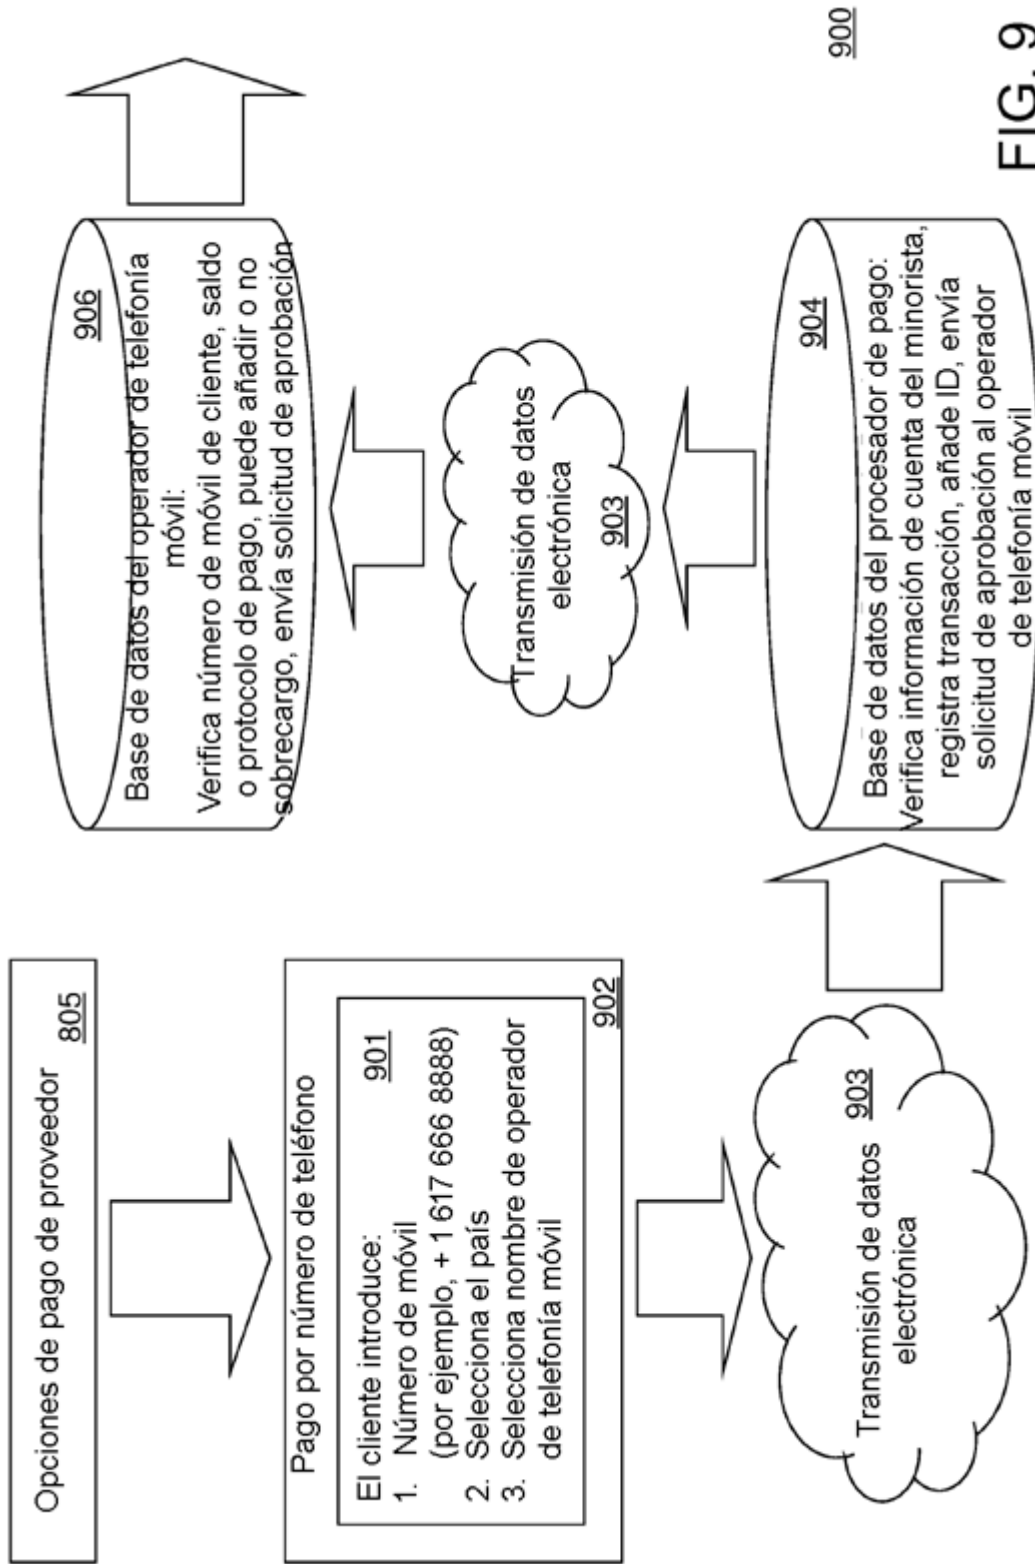 Opciones de pago de proveedor
805
Pago por número de teléfono
El cliente introduce:
901
1. Número de móvil
(por ejemplo, + 1 617 666 8888)
2. Selecciona el país
3. Selecciona nombre de operador
de telefonía móvil
902
Transmisión de datos
electrónica
903
904
Base de datos del procesador de pago:
Verifica información de cuenta del minorista,
registra transacción, añade ID, envía
solicitud de aprobación al operador
de telefonía móvil
Transmisión de datos
electrónica
903
906
Base de datos del operador de telefonía
móvil:
Verifica número de móvil de cliente, saldo
o protocolo de pago, puede añadir o no
sobrecargo, envía solicitud de aprobación
900
FIG. 9